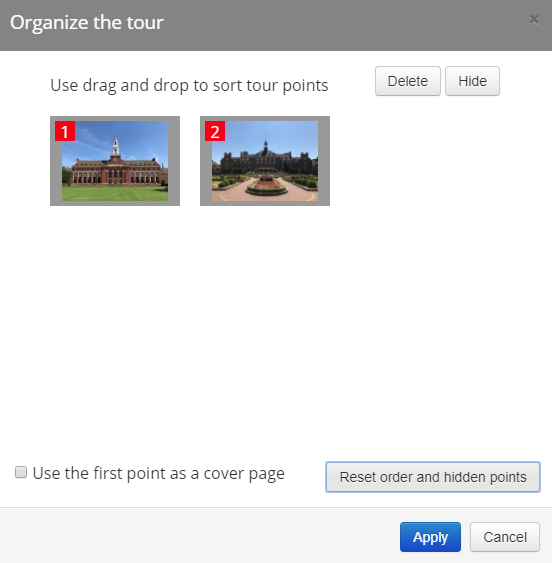 Organize the tour
×
Use drag and drop to sort tour points
Delete
Hide
1
2
Use the first point as a cover page
Reset order and hidden points
Apply
Cancel